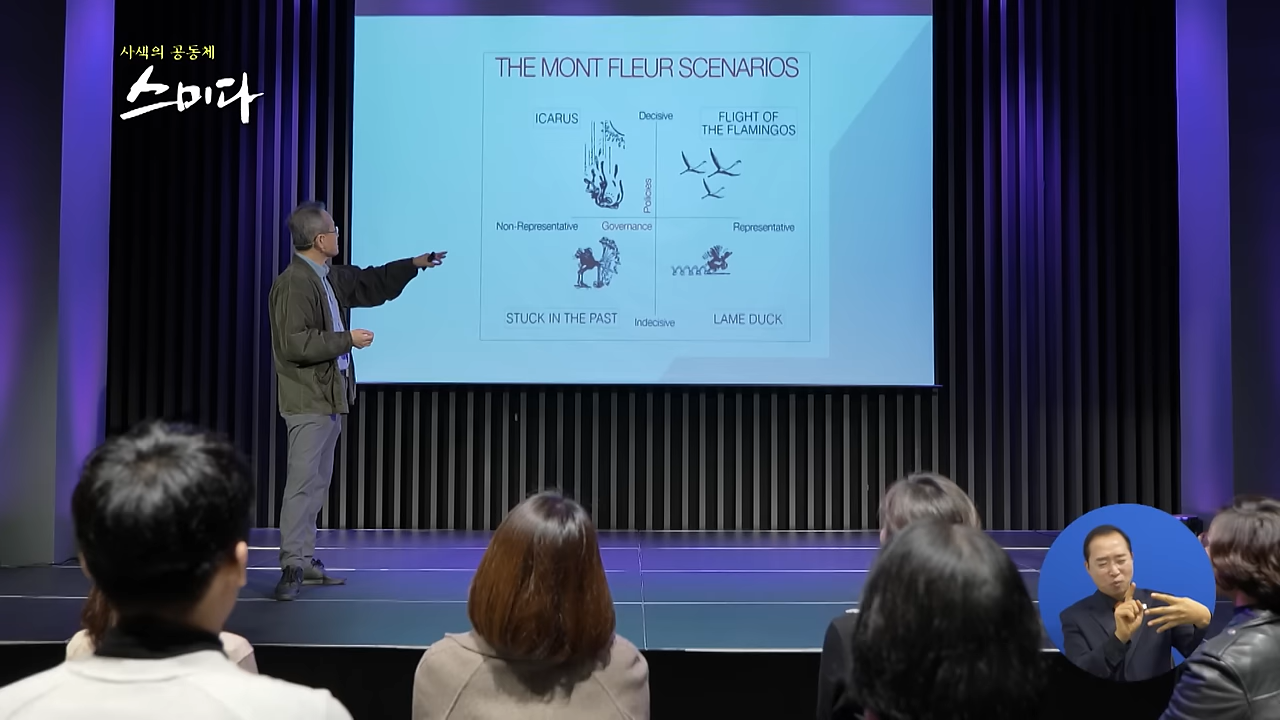 사색의 공동체
스미다
THE MONT FLEUR SCENARIOS
ICARUS
Decisive
FLIGHT OF
THE FLAMINGOS
Policies
Non-Representative
Governance
Representative
STUCK IN THE PAST
Indecisive
LAME DUCK